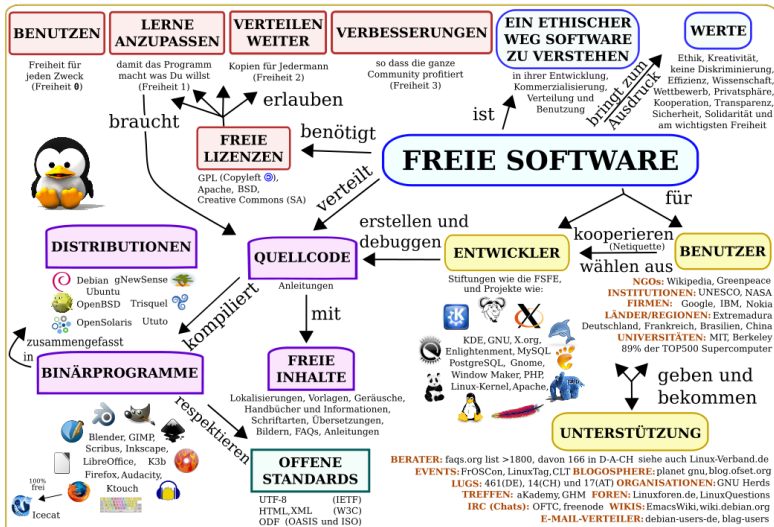 BENUTZEN
Freiheit für
jeden Zweck
(Freiheit 0)
LERNE
ANZUPASSEN
damit das Programm
macht was Du willst
(Freiheit 1)
VERTEILEN
WEITER
Kopien für Jedermann
(Freiheit 2)
VERBESSERUNGEN
so dass die ganze
Community profitiert
(Freiheit 3)
EIN ETHISCHER
WEG SOFTWARE
ZU VERSTEHEN
in ihrer Entwicklung,
Kommerzialisierung,
Verteilung und
Benutzung
WERTE
Ethik, Kreativität,
keine Diskriminierung,
Effizienz, Wissenschaft,
Wettbewerb, Privatsphäre,
Kooperation, Transparenz,
Sicherheit, Solidarität und
am wichtigsten Freiheit
braucht
erlauben
benötigt
ist
bringt zum
Ausdruck
FREIE
LIZENZEN
GPL (Copyleft),
Apache, BSD,
Creative Commons (SA)
FREIE SOFTWARE
verteilt
für
DISTRIBUTIONEN
Debian gNewSense
Ubuntu
OpenBSD Trisquel
OpenSolaris Ututo
QUELLCODE
Anleitungen
erstellen und
debuggen
ENTWICKLER
Stiftungen wie die FSFE,
und Projekte wie:
KDE, GNU, X.org,
Enlightenment, MySQL
PostgreSQL, Gnome,
Window Maker, PHP,
Linux-Kernel,Apache,
kooperieren
(Netiquette)
wählen aus
BENUTZER
NGOs: Wikipedia, Greenpeace
INSTITUTIONEN: UNESCO, NASA
FIRMEN: Google, IBM, Nokia
LÄNDER/REGIONEN: Extremadura
Deutschland, Frankreich, Brasilien, China
UNIVERSITÄTEN: MIT, Berkeley
89% der TOP500 Supercomputer
zusammengefasst
in
kompiliert
mit
BINÄRPROGRAMME
Blender, GIMP,
Scribus, Inkscape,
LibreOffice, K3b
Firefox,Audacity,
Ktouch
100%
frei
Icecat
respektieren
FREIE
INHALTE
Lokalisierungen, Vorlagen, Geräusche,
Handbücher und Informationen,
Schriftarten, Übersetzungen,
Bildern, FAQs, Anleitungen
OFFENE
STANDARDS
UTF-8 (IETF)
HTML,XML (W3C)
ODF (OASIS und ISO)
geben und
bekommen
UNTERSTÜTZUNG
BERATER: faqs.org list >1800, davon 166 in D-A-CH siehe auch Linux-Verband.de
EVENTS: FrOSCon, LinuxTag, CLT BLOGOSPHERE: planet gnu, blog.ofset.org
LUGS: 461(DE), 14(CH) und 17(AT) ORGANISATIONEN: GNU Herds
TREFFEN: aKademy, GHM FOREN: Linuxforen.de, LinuxQuestions
IRC (Chats): OFTC, freenode WIKIS: EmacsWiki, wiki.debian.org
E-MAIL-VERTEILER: debian-users-de, blag-users